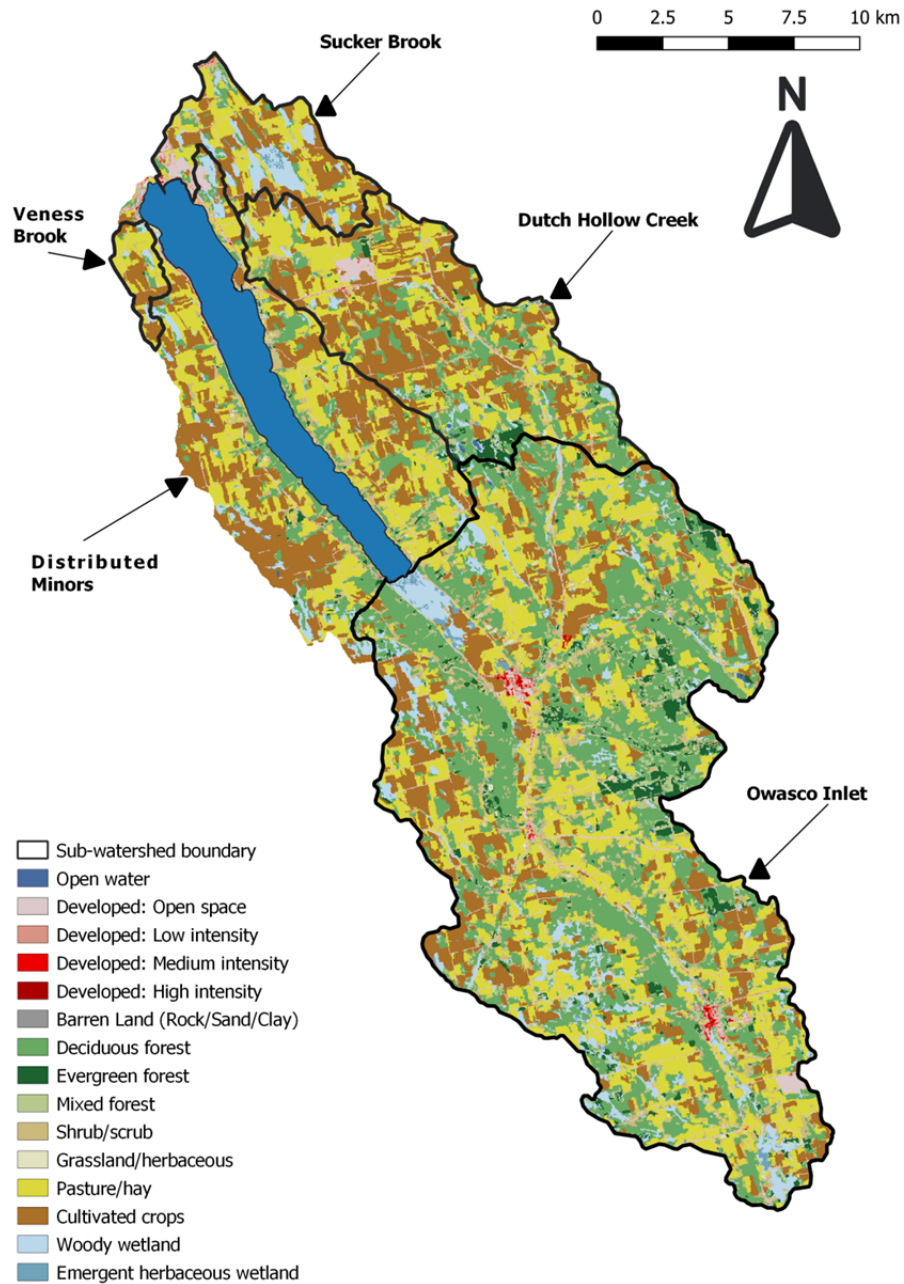 0 2.5 5 7.5 10 km
Sucker Brook
N
Veness
Brook
Dutch Hollow Creek
Distributed
Minors
Owasco Inlet
Sub-watershed boundary
Open water
Developed: Open space
Developed: Low intensity
Developed: Medium intensity
Developed: High intensity
Barren Land (Rock/Sand/Clay)
Deciduous forest
Evergreen forest
Mixed forest
Shrub/scrub
Grassland/herbaceous
Pasture/hay
Cultivated crops
Woody wetland
Emergent herbaceous wetland